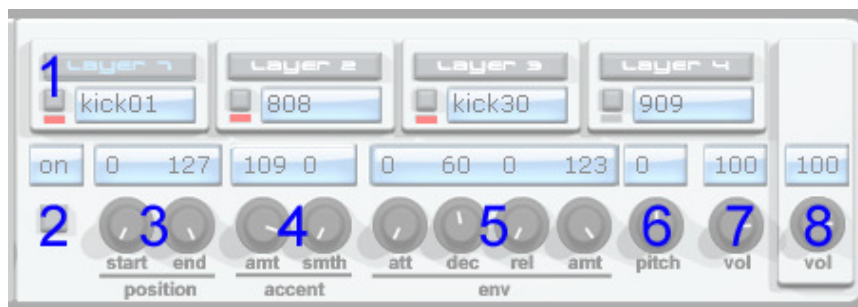 Layer 1 Layer 2 Layer 3 Layer 4
1
kick01 808 kick30 909
on 0 127 109 0 0 60 0 123 0 100 100
2 3 4 5 6 7 8
start end amt smth att dec rel amt pitch vol vol
position accent env